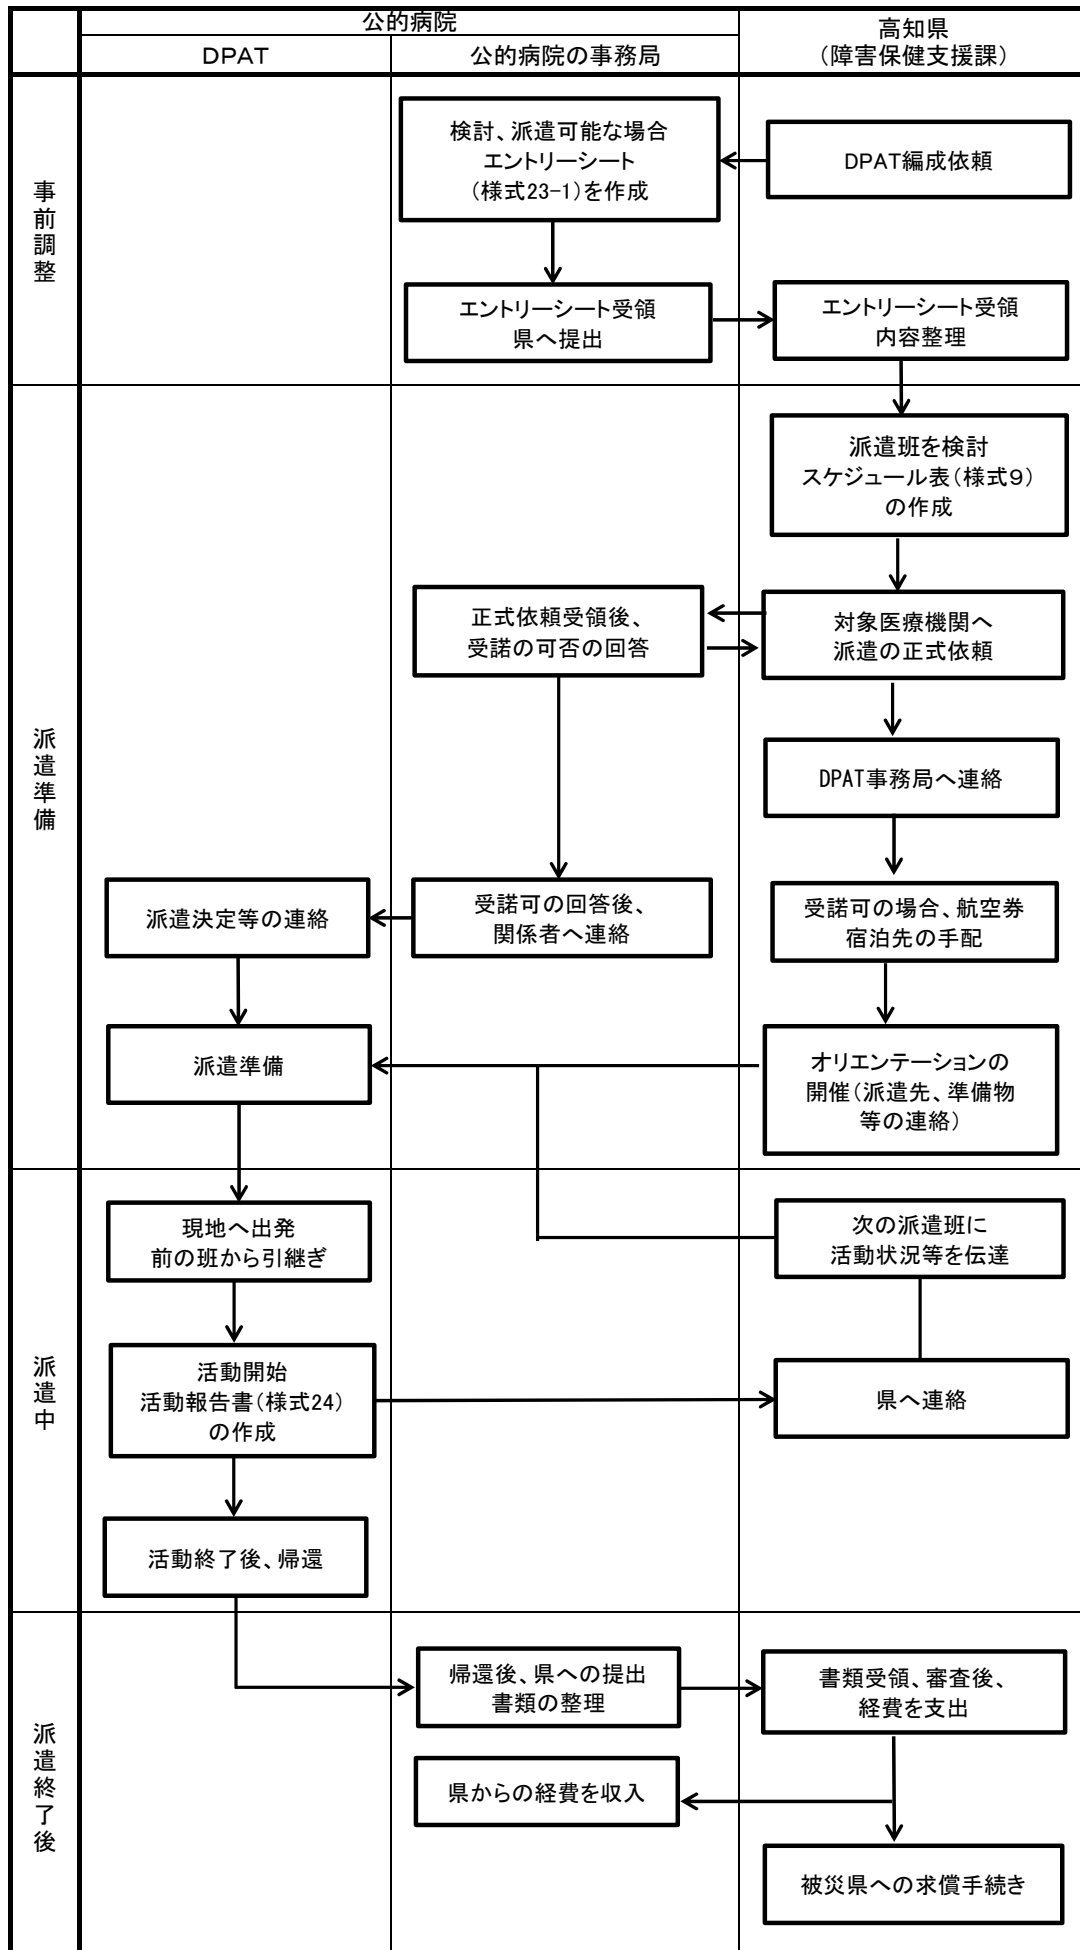 公的病院
高知県
(障害保健支援課)
DPAT
公的病院の事務局
事前調整
検討、派遣可能な場合
エントリーシート
(様式23-1)を作成
DPAT編成依頼
エントリーシート受領
県へ提出
エントリーシート受領
内容整理
派遣準備
派遣班を検討
スケジュール表(様式9)
の作成
正式依頼受領後、
受諾の可否の回答
対象医療機関へ
派遣の正式依頼
DPAT事務局へ連絡
派遣決定等の連絡
受諾可の回答後、
関係者へ連絡
受諾可の場合、航空券
宿泊先の手配
派遣準備
オリエンテーションの
開催(派遣先、準備物
等の連絡)
派遣中
現地へ出発
前の班から引継ぎ
次の派遣班に
活動状況等を伝達
活動開始
活動報告書(様式24)
の作成
県へ連絡
活動終了後、帰還
派遣終了後
帰還後、県への提出
書類の整理
書類受領、審査後、
経費を支出
県からの経費を収入
被災県への求償手続き